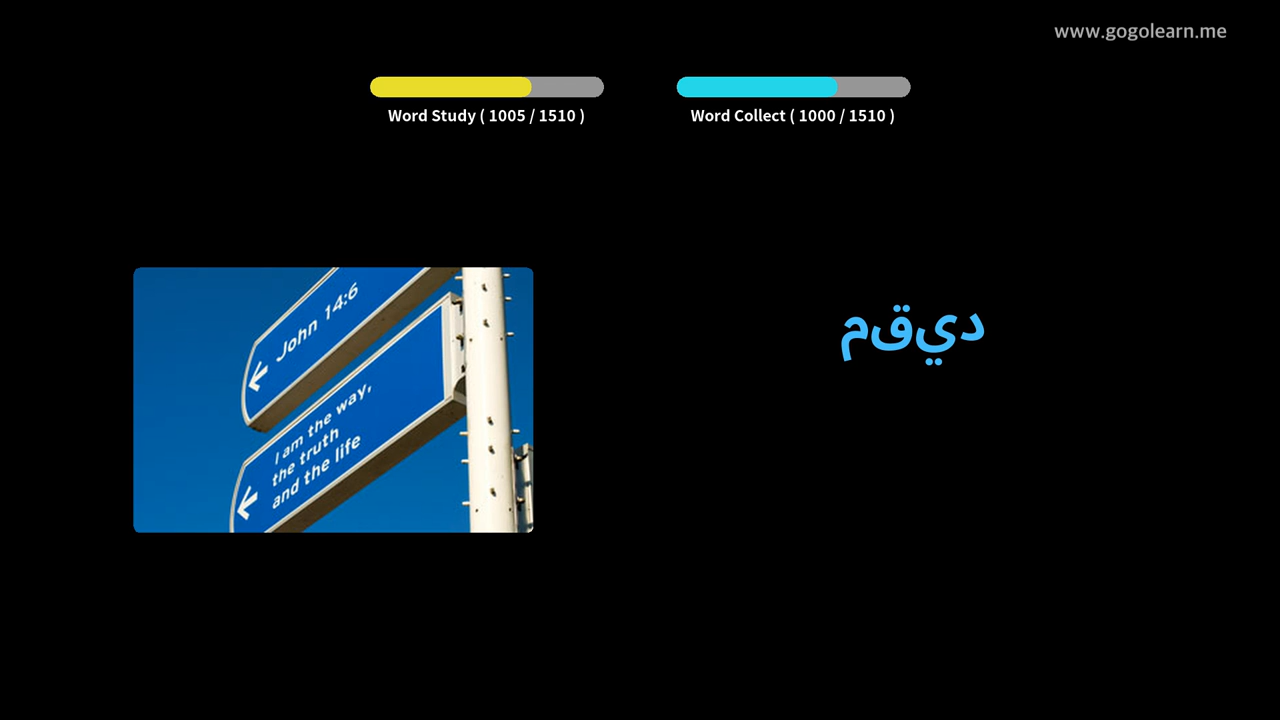 www.gogolearn.me
Word Study ( 1005 / 1510 )
Word Collect ( 1000 / 1510 )
John 14:6
I am the way,
the truth
and the life
ديقم